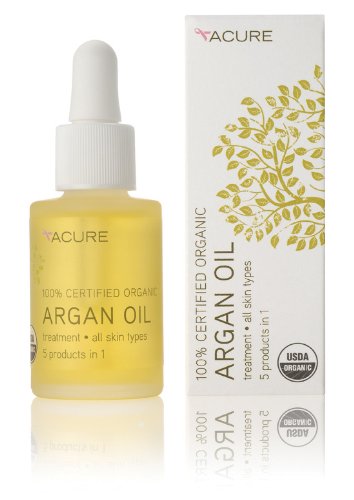 ACURE
100% CERTIFIED ORGANIC
ARGAN OIL
treatment • all skin types
5 products in 1
ACURE
100% CERTIFIED ORGANIC
ARGAN OIL
treatment • all skin types
5 products in 1
USDA
ORGANIC